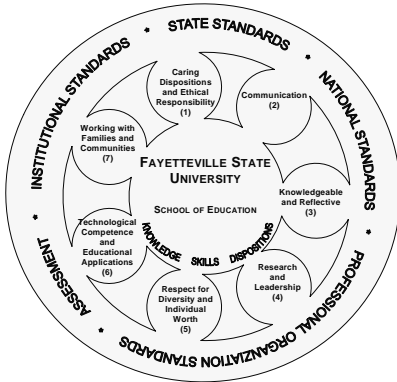 STATE STANDARDS
NATIONAL STANDARDS
PROFESSIONAL ORGANZIATION STANDARDS
ASSESSMENT
INSTITUTIONAL STANDARDS
Caring
Dispositions
and Ethical
Responsibility
(1)
Communication
(2)
Knowledgeable
and Reflective
(3)
Research
and
Leadership
(4)
Respect for
Diversity and
Individual
Worth
(5)
Technological
Competence
and
Educational
Applications
(6)
Working with
Families and
Communities
(7)
FAYETTEVILLE STATE
UNIVERSITY
SCHOOL OF EDUCATION
KNOWLEDGE SKILLS DISPOSITIONS